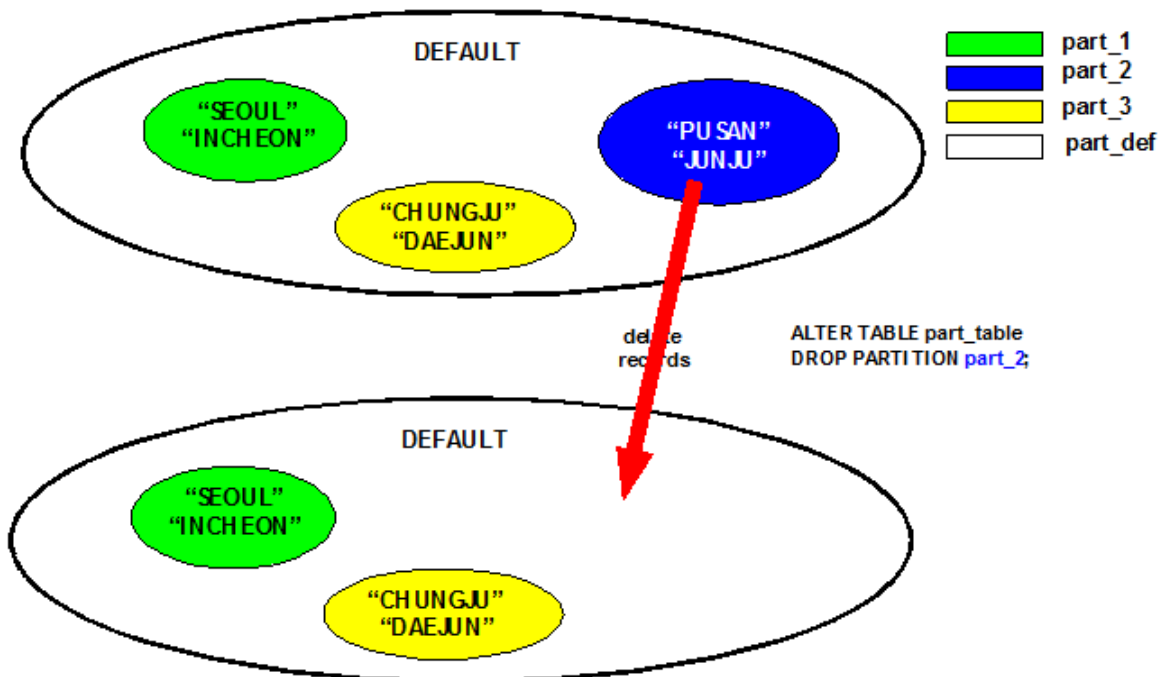 DEFAULT
“SEOUL”
“INCHEON”
“PUSAN”
“JUNJU”
“CHUNGJU”
“DAEJUN”
part_1
part_2
part_3
part_def
delete
records
ALTER TABLE part_table
DROP PARTITION part_2;
DEFAULT
“SEOUL”
“INCHEON”
“CHUNGJU”
“DAEJUN”